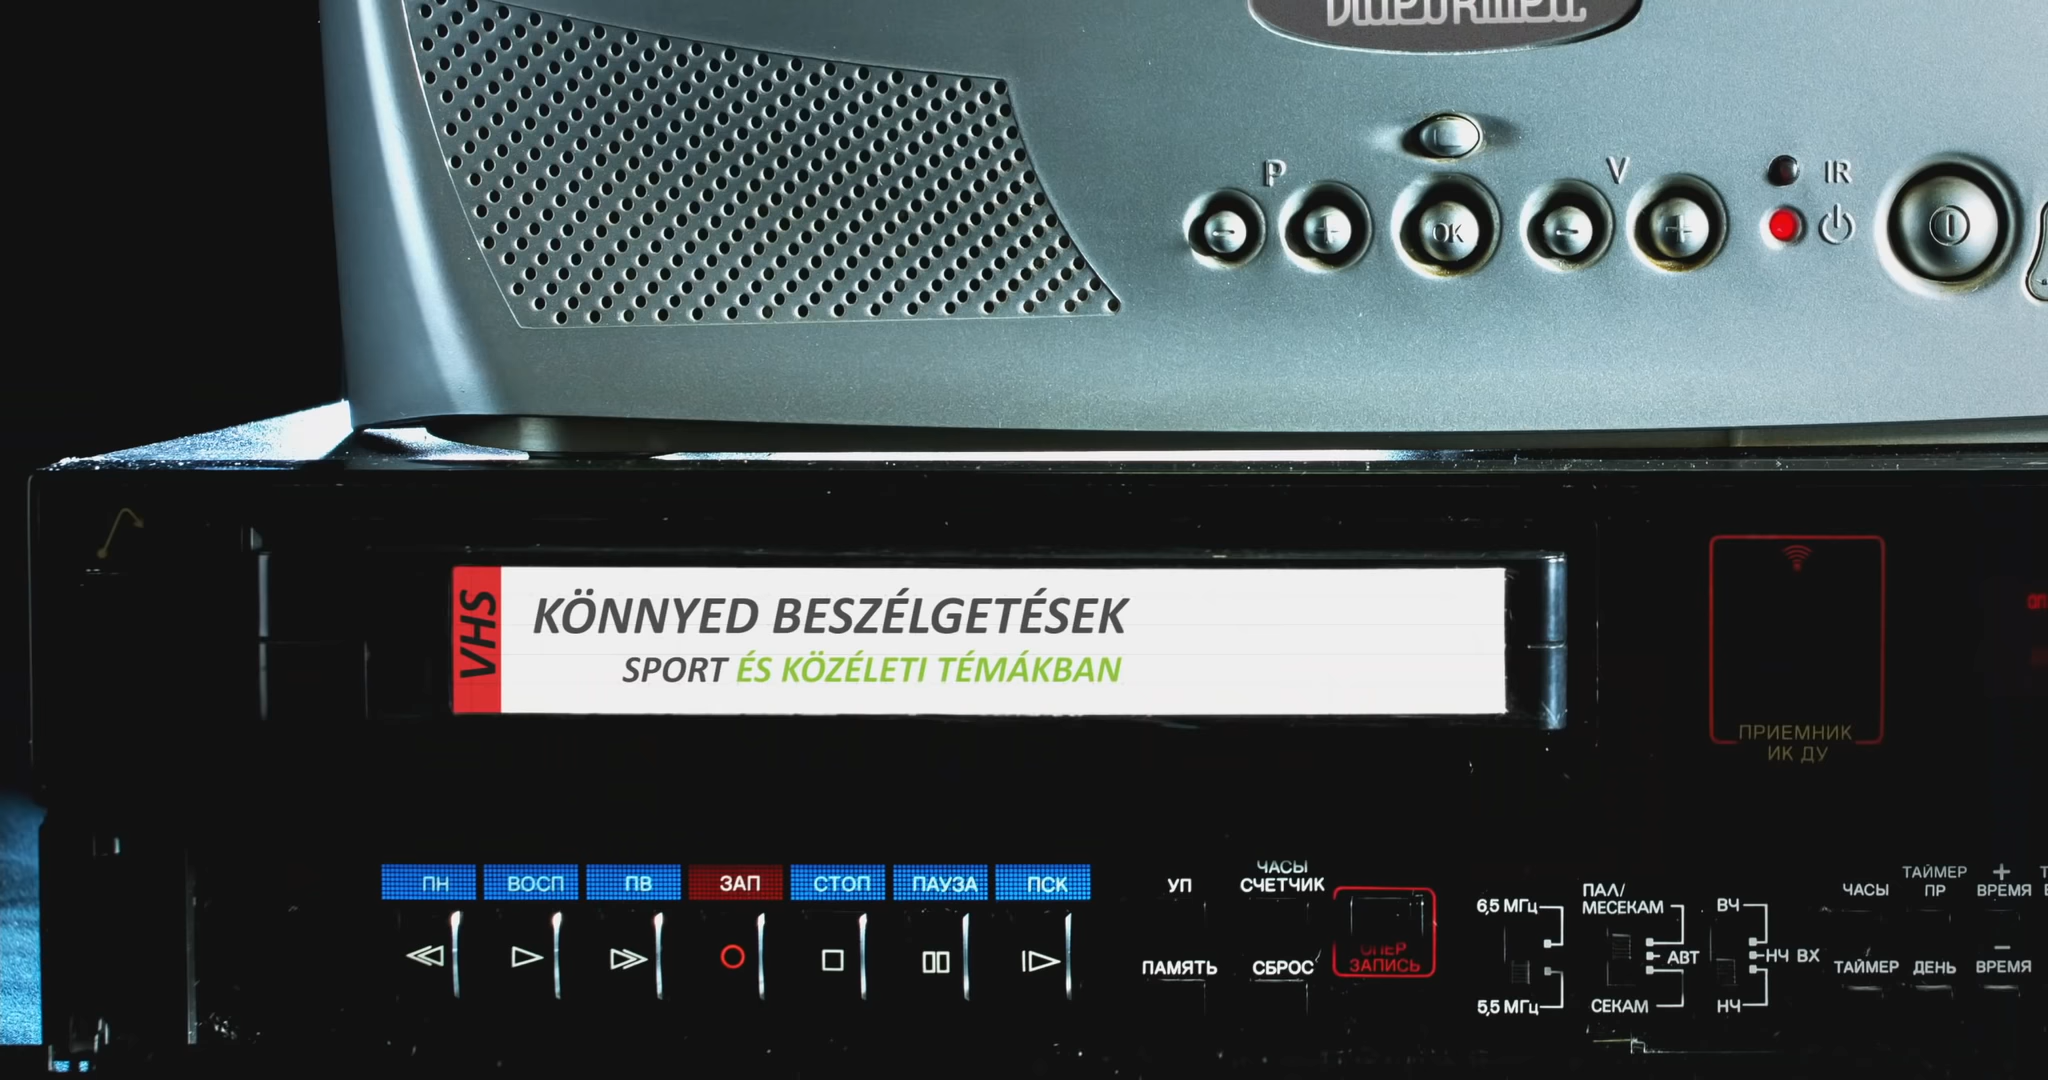 P
V
IR
- + OK - +
VHS
KÖNNYED BESZÉLGETÉSEK
SPORT ÉS KÖZÉLETI TÉMÁKBAN
ПРИЕМНИК
ИК ДУ
ПН ВОСП ПВ ЗАП СТОП ПАУЗА ПСК
УП
ЧАСЫ
СЧЕТЧИК
ПАМЯТЬ
СБРОС
ОПЕР
ЗАПИСЬ
6,5 МГц
5,5 МГц
ПАЛ/
МЕСЕКАМ
АВТ
СЕКАМ
ВЧ
НЧ ВХ
НЧ
ЧАСЫ
ТАЙМЕР
ПР
+
ВРЕМЯ
ТАЙМЕР
ДЕНЬ
–
ВРЕМЯ